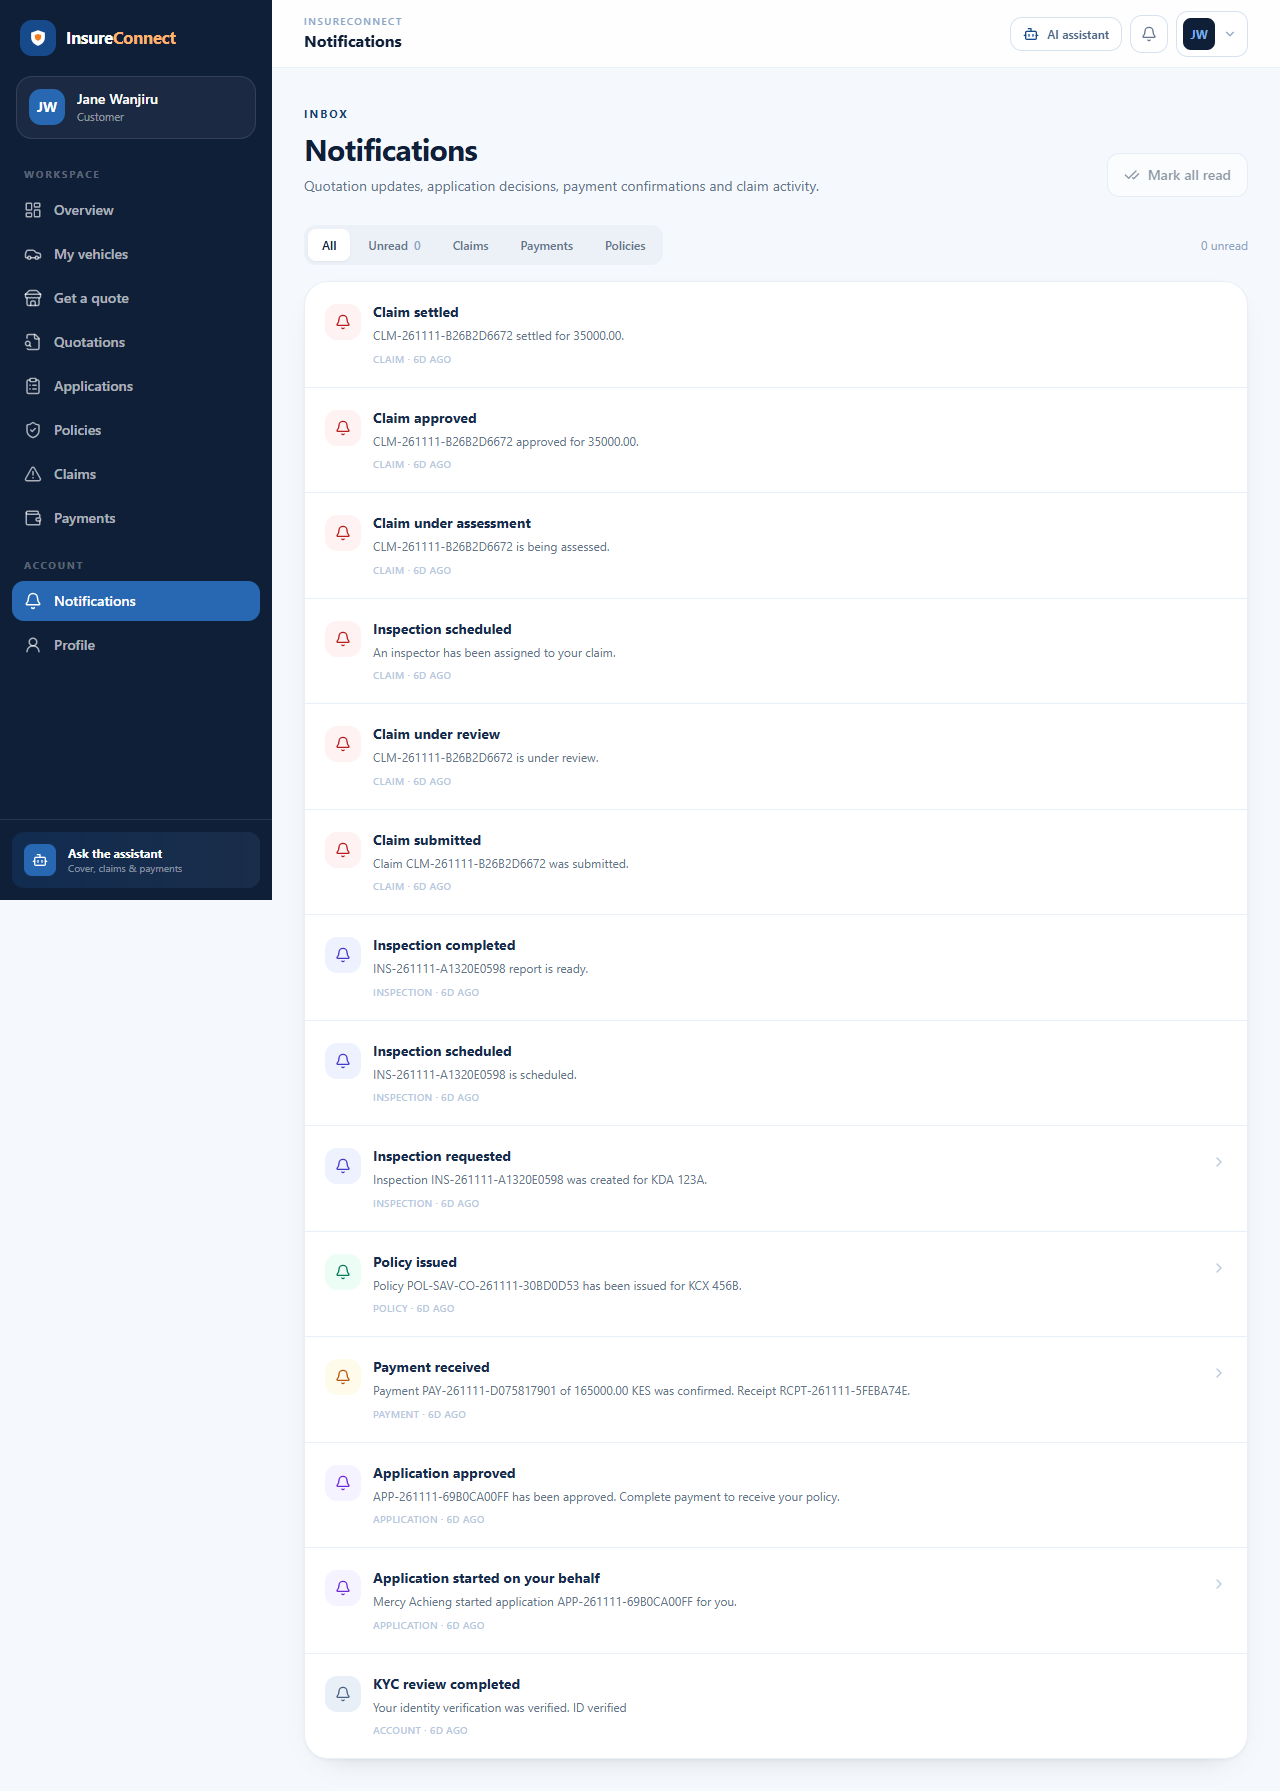 InsureConnect
JW
Jane Wanjiru
Customer
WORKSPACE
Overview
My vehicles
Get a quote
Quotations
Applications
Policies
Claims
Payments
ACCOUNT
Notifications
Profile
Ask the assistant
Cover, claims & payments
INSURECONNECT
Notifications
AI assistant
JW
INBOX
Notifications
Quotation updates, application decisions, payment confirmations and claim activity.
Mark all read
All
Unread 0
Claims
Payments
Policies
0 unread
Claim settled
CLM-261111-B26B2D6672 settled for 35000.00.
CLAIM · 6D AGO
Claim approved
CLM-261111-B26B2D6672 approved for 35000.00.
CLAIM · 6D AGO
Claim under assessment
CLM-261111-B26B2D6672 is being assessed.
CLAIM · 6D AGO
Inspection scheduled
An inspector has been assigned to your claim.
CLAIM · 6D AGO
Claim under review
CLM-261111-B26B2D6672 is under review.
CLAIM · 6D AGO
Claim submitted
Claim CLM-261111-B26B2D6672 was submitted.
CLAIM · 6D AGO
Inspection completed
INS-261111-A1320E0598 report is ready.
INSPECTION · 6D AGO
Inspection scheduled
INS-261111-A1320E0598 is scheduled.
INSPECTION · 6D AGO
Inspection requested
Inspection INS-261111-A1320E0598 was created for KDA 123A.
INSPECTION · 6D AGO
Policy issued
Policy POL-SAV-CO-261111-30BD0D53 has been issued for KCX 456B.
POLICY · 6D AGO
Payment received
Payment PAY-261111-D075817901 of 165000.00 KES was confirmed. Receipt RCPT-261111-5FEBA74E.
PAYMENT · 6D AGO
Application approved
APP-261111-69B0CA00FF has been approved. Complete payment to receive your policy.
APPLICATION · 6D AGO
Application started on your behalf
Mercy Achieng started application APP-261111-69B0CA00FF for you.
APPLICATION · 6D AGO
KYC review completed
Your identity verification was verified. ID verified
ACCOUNT · 6D AGO